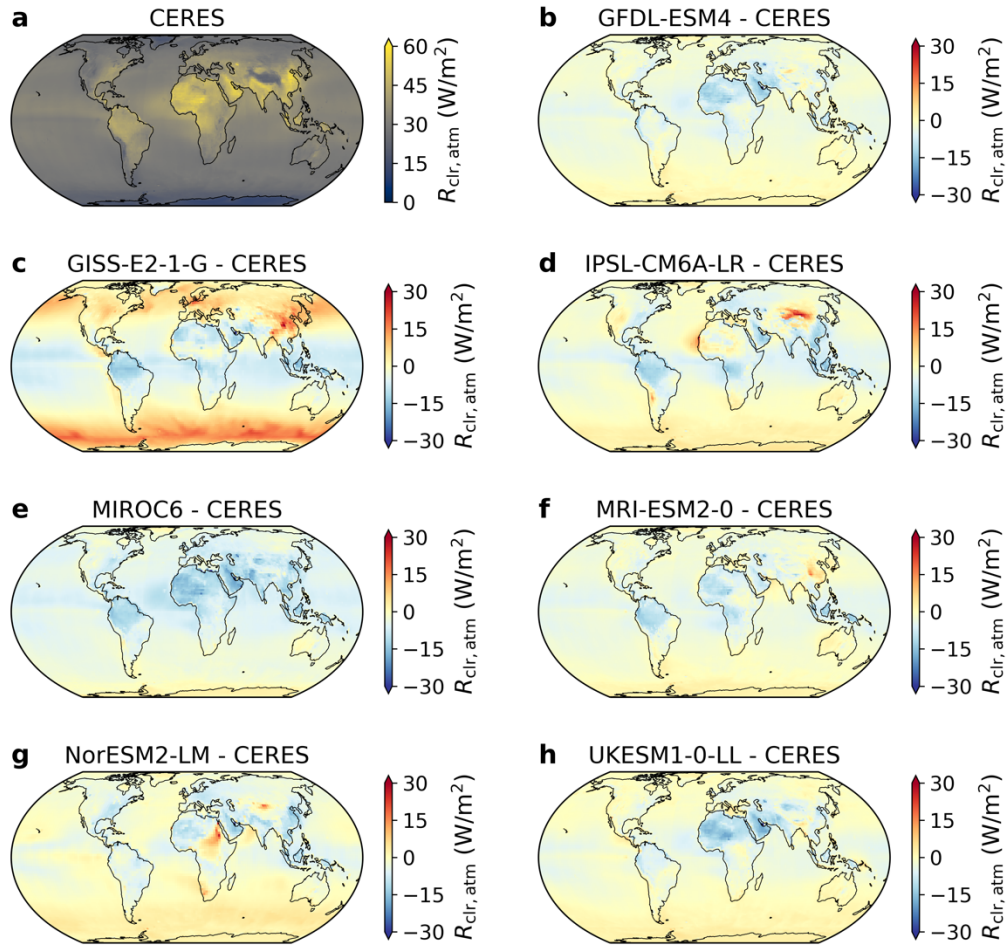 a
CERES
60
45
30
15
0
R_clr, atm (W/m²)
b
GFDL-ESM4 - CERES
30
15
0
−15
−30
R_clr, atm (W/m²)
c
GISS-E2-1-G - CERES
30
15
0
−15
−30
R_clr, atm (W/m²)
d
IPSL-CM6A-LR - CERES
30
15
0
−15
−30
R_clr, atm (W/m²)
e
MIROC6 - CERES
30
15
0
−15
−30
R_clr, atm (W/m²)
f
MRI-ESM2-0 - CERES
30
15
0
−15
−30
R_clr, atm (W/m²)
g
NorESM2-LM - CERES
30
15
0
−15
−30
R_clr, atm (W/m²)
h
UKESM1-0-LL - CERES
30
15
0
−15
−30
R_clr, atm (W/m²)